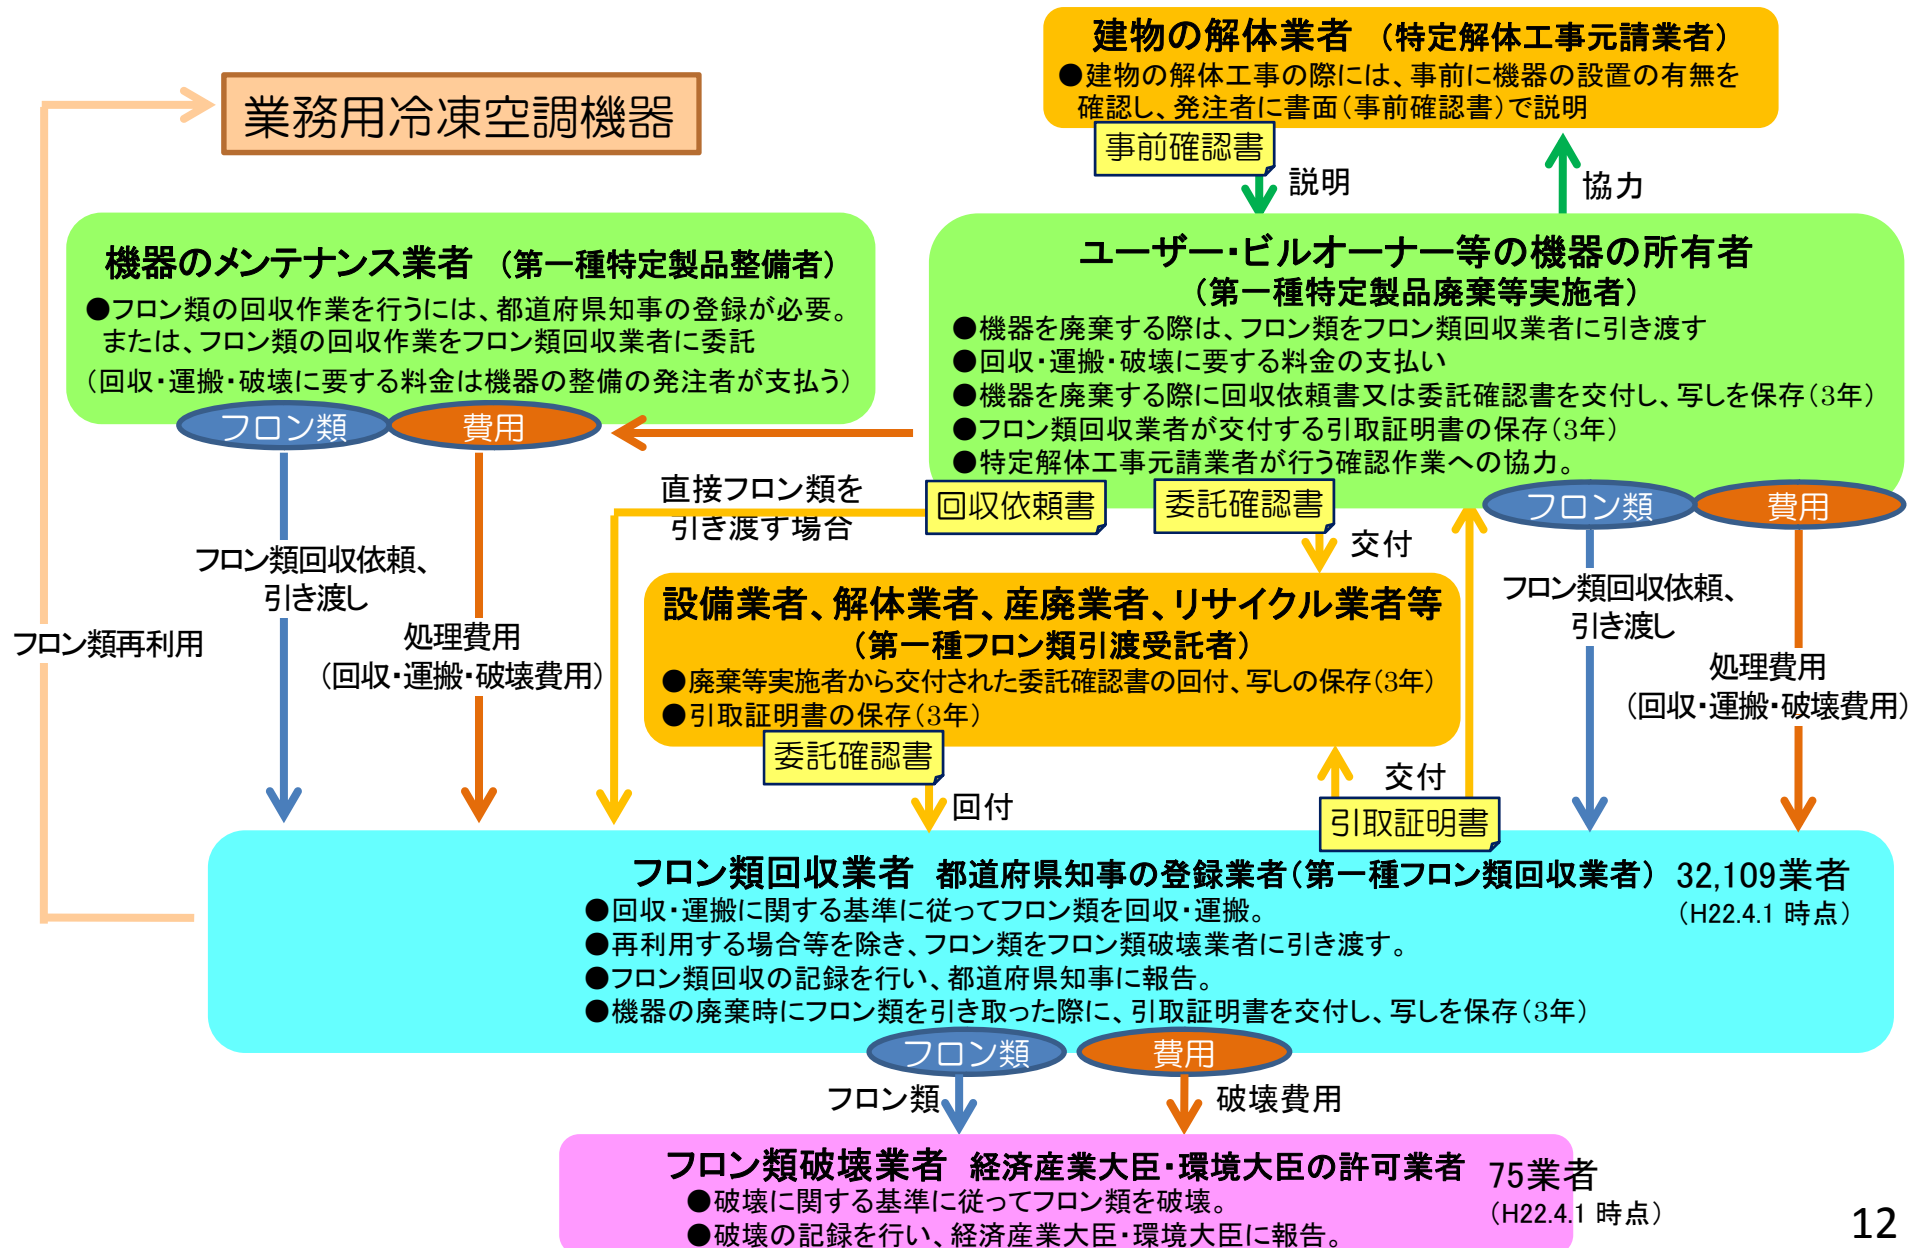 建物の解体業者 （特定解体工事元請業者）
●建物の解体工事の際には、事前に機器の設置の有無を
確認し、発注者に書面（事前確認書）で説明
業務用冷凍空調機器
事前確認書
説明
協力
機器のメンテナンス業者 （第一種特定製品整備者）
●フロン類の回収作業を行うには、都道府県知事の登録が必要。
または、フロン類の回収作業をフロン類回収業者に委託
（回収・運搬・破壊に要する料金は機器の整備の発注者が支払う）
フロン類
費用
ユーザー・ビルオーナー等の機器の所有者
（第一種特定製品廃棄等実施者）
●機器を廃棄する際は、フロン類をフロン類回収業者に引き渡す
●回収・運搬・破壊に要する料金の支払い
●機器を廃棄する際に回収依頼書又は委託確認書を交付し、写しを保存（3年）
●フロン類回収業者が交付する引取証明書の保存（3年）
●特定解体工事元請業者が行う確認作業への協力。
直接フロン類を
引き渡す場合
回収依頼書
委託確認書
フロン類
費用
交付
フロン類回収依頼、
引き渡し
処理費用
（回収・運搬・破壊費用）
フロン類再利用
設備業者、解体業者、産廃業者、リサイクル業者等
（第一種フロン類引渡受託者）
●廃棄等実施者から交付された委託確認書の回付、写しの保存（3年）
●引取証明書の保存（3年）
フロン類回収依頼、
引き渡し
処理費用
（回収・運搬・破壊費用）
委託確認書
回付
交付
引取証明書
フロン類回収業者 都道府県知事の登録業者（第一種フロン類回収業者） 32,109業者
（H22.4.1 時点）
●回収・運搬に関する基準に従ってフロン類を回収・運搬。
●再利用する場合等を除き、フロン類をフロン類破壊業者に引き渡す。
●フロン類回収の記録を行い、都道府県知事に報告。
●機器の廃棄時にフロン類を引き取った際に、引取証明書を交付し、写しを保存（3年）
フロン類
費用
フロン類
破壊費用
フロン類破壊業者 経済産業大臣・環境大臣の許可業者 75業者
（H22.4.1 時点）
●破壊に関する基準に従ってフロン類を破壊。
●破壊の記録を行い、経済産業大臣・環境大臣に報告。
12